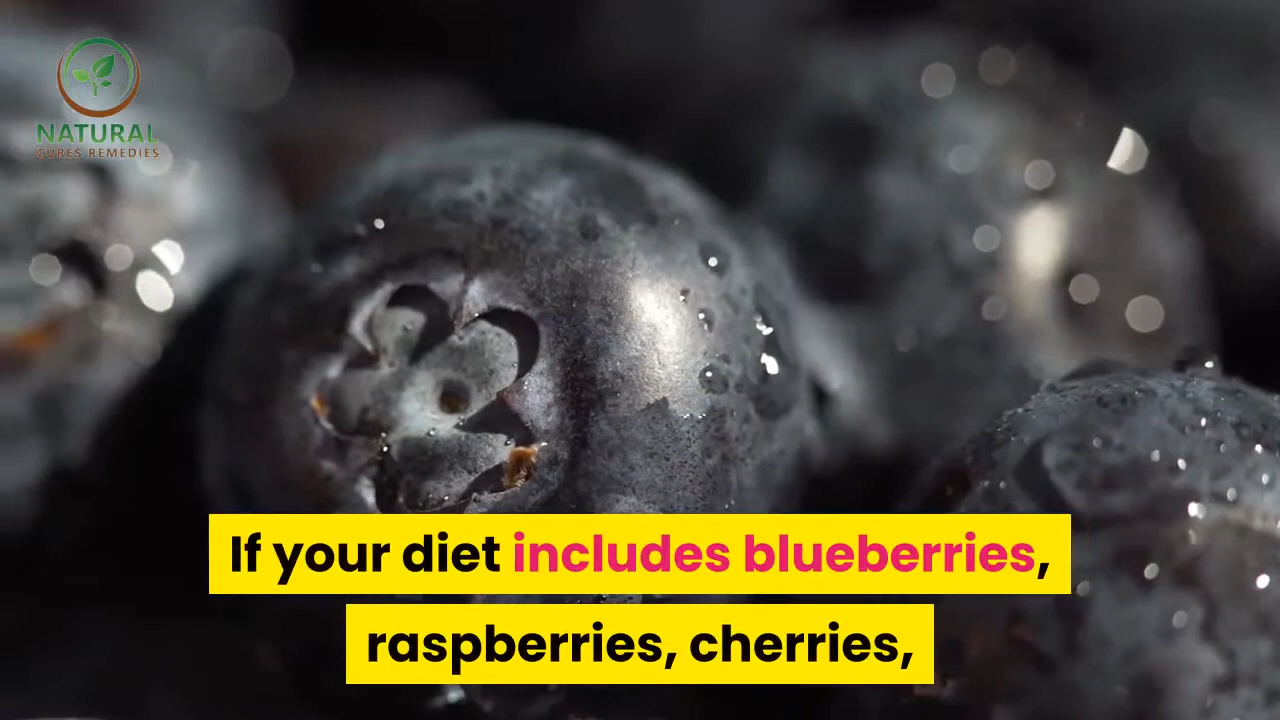 NATURAL
CURES REMEDIES
If your diet includes blueberries,
raspberries, cherries,